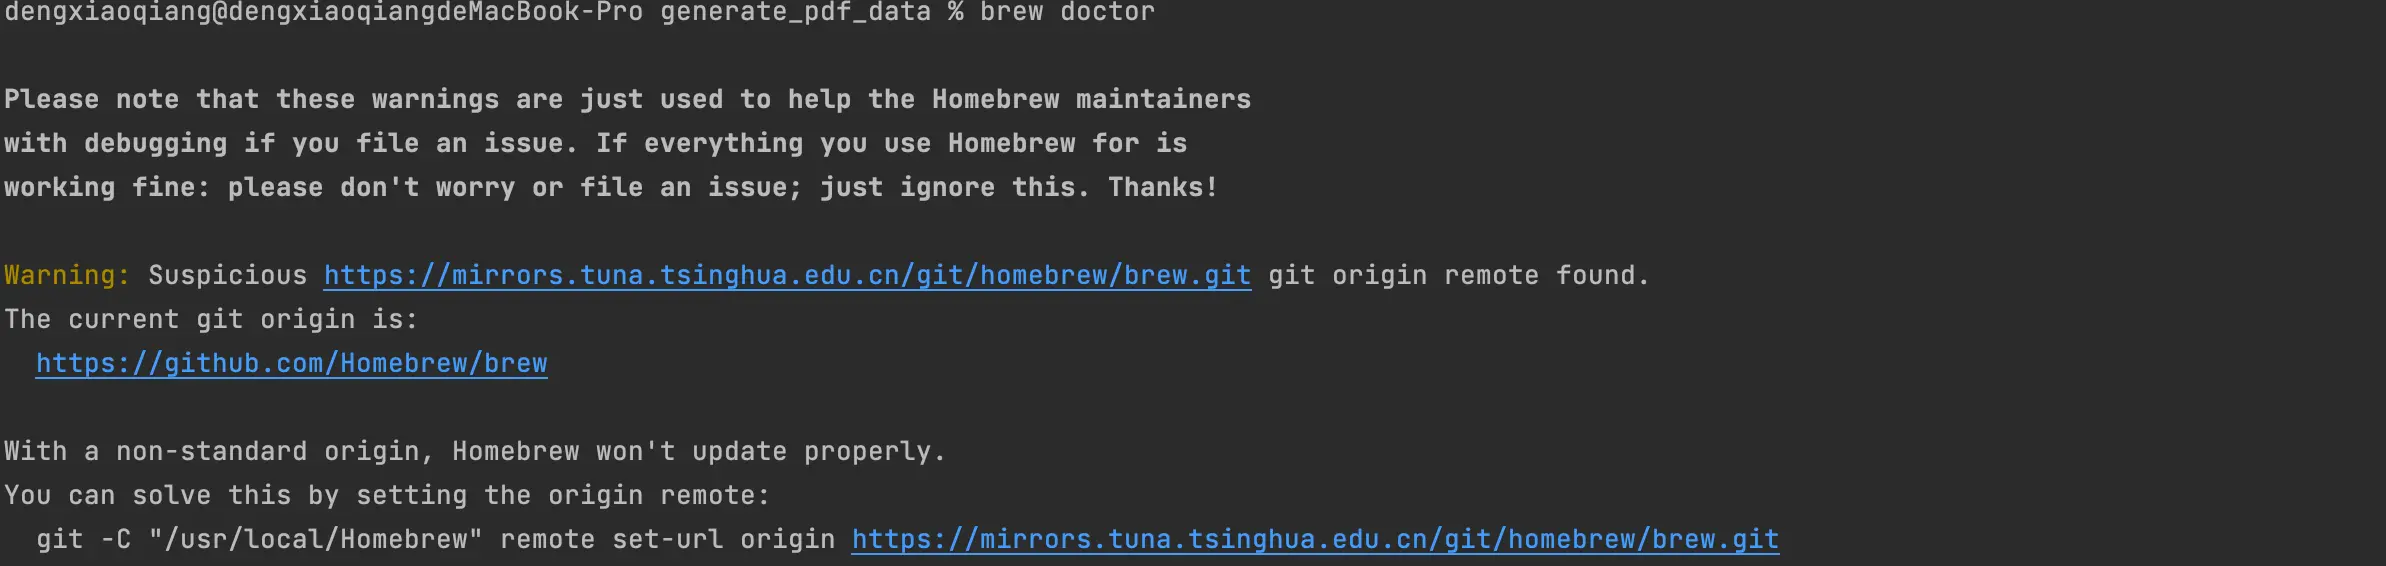 dengxiaoqiang@dengxiaoqiangdeMacBook-Pro generate_pdf_data % brew doctor
Please note that these warnings are just used to help the Homebrew maintainers
with debugging if you file an issue. If everything you use Homebrew for is
working fine: please don't worry or file an issue; just ignore this. Thanks!
Warning: Suspicious https://mirrors.tuna.tsinghua.edu.cn/git/homebrew/brew.git git origin remote found.
The current git origin is:
https://github.com/Homebrew/brew
With a non-standard origin, Homebrew won't update properly.
You can solve this by setting the origin remote:
git -C "/usr/local/Homebrew" remote set-url origin https://mirrors.tuna.tsinghua.edu.cn/git/homebrew/brew.git